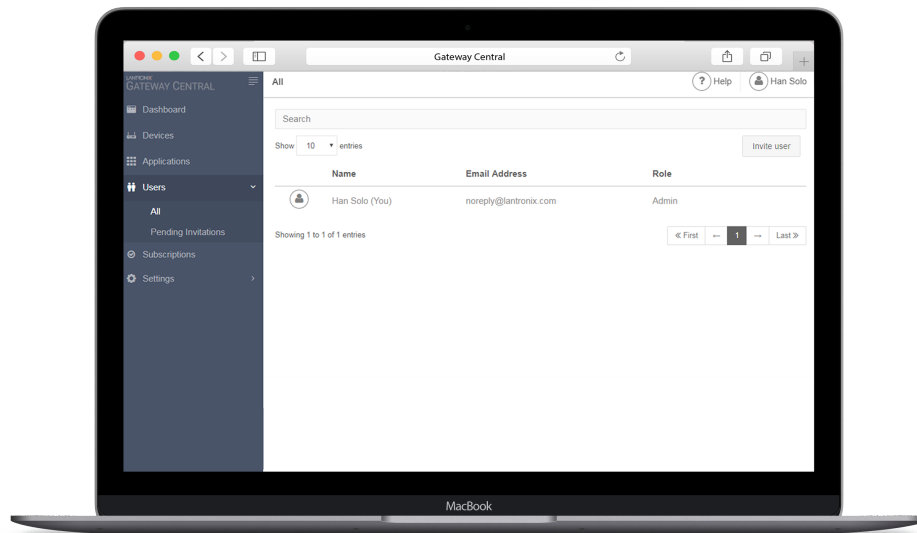 Gateway Central
LANTRONIX
GATEWAY CENTRAL
All
? Help
Han Solo
Dashboard
Devices
Applications
Users
All
Pending Invitations
Subscriptions
Settings
Search
Show 10 entries
Invite user
Name Email Address Role
Han Solo (You) noreply@lantronix.com Admin
Showing 1 to 1 of 1 entries
« First ← 1 → Last »
MacBook